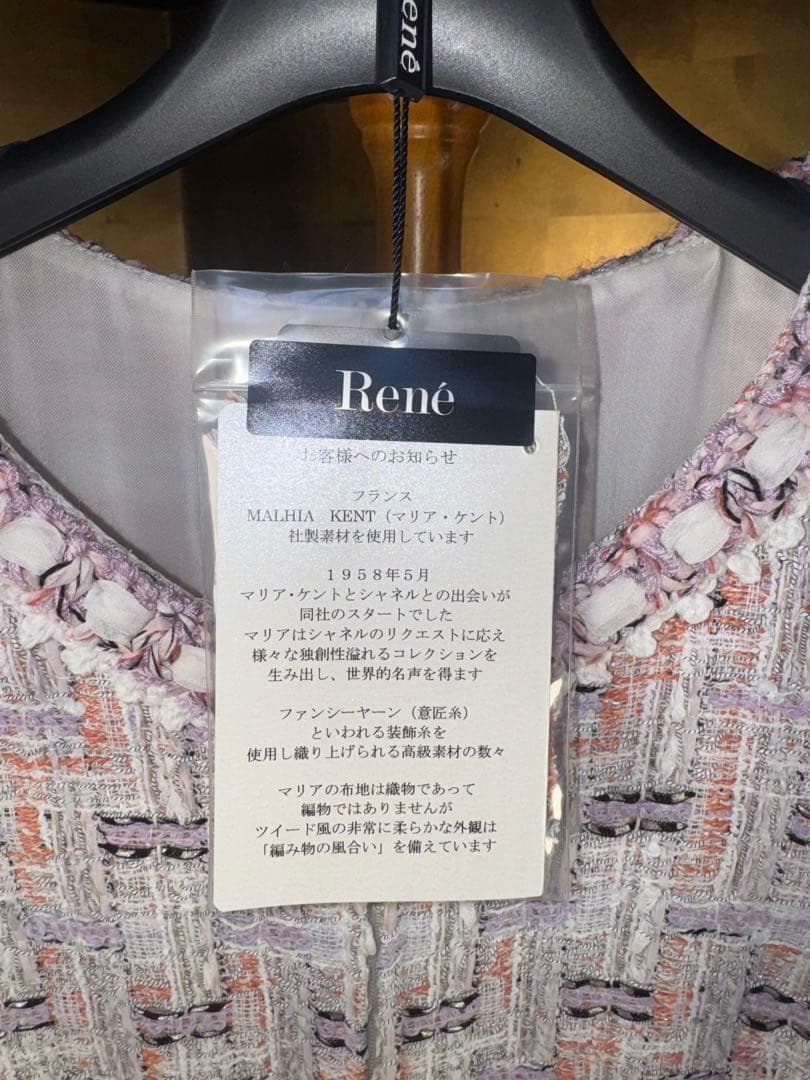 René
René
お客様へのお知らせ
フランス
MALHIA KENT（マリア・ケント）
社製素材を使用しています
１９５８年５月
マリア・ケントとシャネルとの出会いが
同社のスタートでした
マリアはシャネルのリクエストに応え
様々な独創性溢れるコレクションを
生み出し、世界的名声を得ます
ファンシーヤーン（意匠糸）
といわれる装飾糸を
使用し織り上げられる高級素材の数々
マリアの布地は織物であって
編物ではありませんが
ツイード風の非常に柔らかな外観は
「編み物の風合い」を備えています